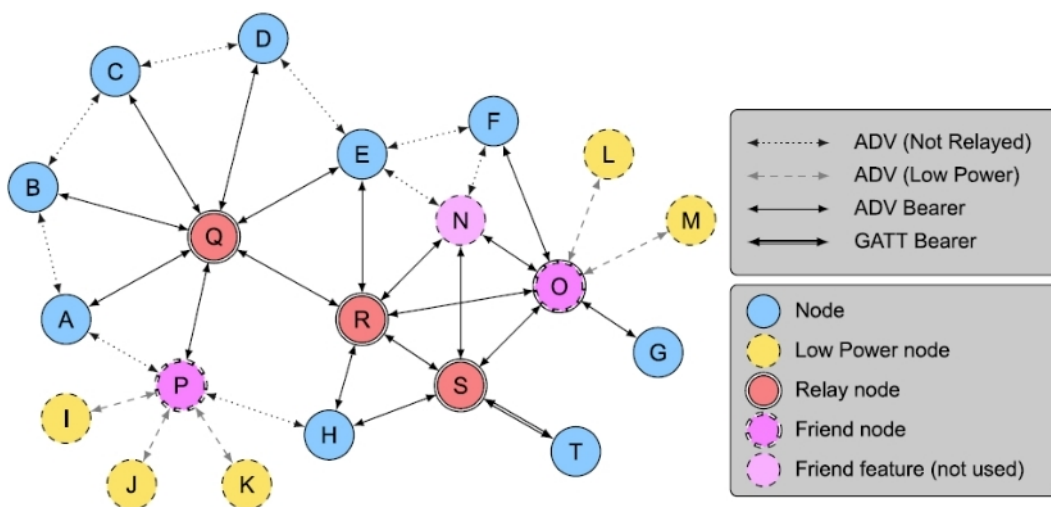 D
C
F
E
L
B
N
M
Q
O
A
R
G
P
S
I
H
T
J
K
ADV (Not Relayed)
ADV (Low Power)
ADV Bearer
GATT Bearer
Node
Low Power node
Relay node
Friend node
Friend feature (not used)